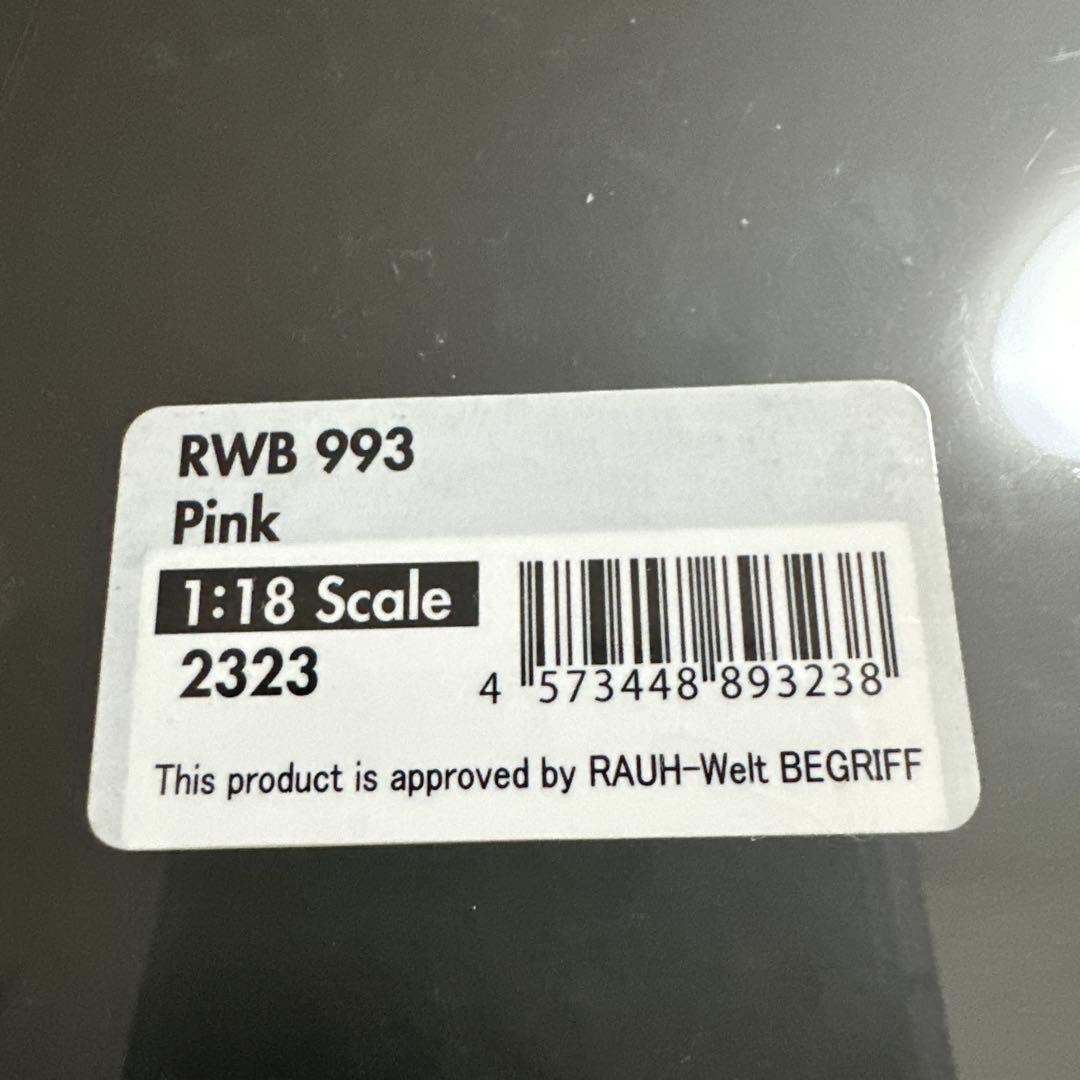 RWB 993
Pink
1:18 Scale
2323
4 573448 893238
This product is approved by RAUH-Welt BEGRIFF